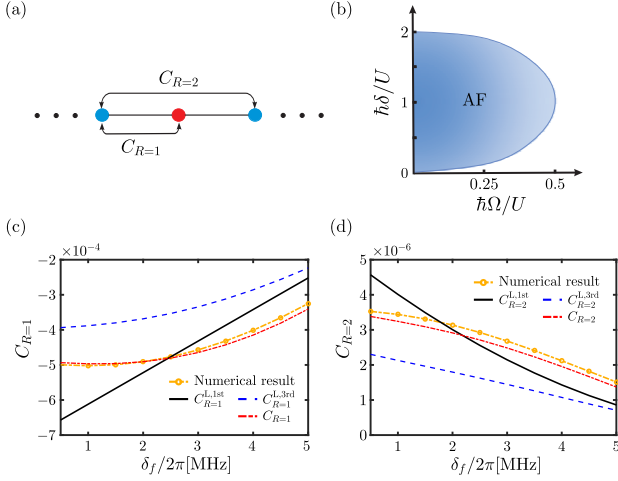 (a)
C_{R=2}
C_{R=1}
(b)
ħδ/U
2
1
0
AF
0.25
0.5
ħΩ/U
(c)
×10^{-4}
-2
-3
-4
-5
-6
-7
C_{R=1}
Numerical result
C^{L,1st}_{R=1} C^{L,3rd}_{R=1}
C_{R=1}
1 2 3 4 5
δ_f/2π[MHz]
(d)
×10^{-6}
5
4
3
2
1
0
C_{R=2}
Numerical result
C^{L,1st}_{R=2} C^{L,3rd}_{R=2}
C_{R=2}
1 2 3 4 5
δ_f/2π[MHz]